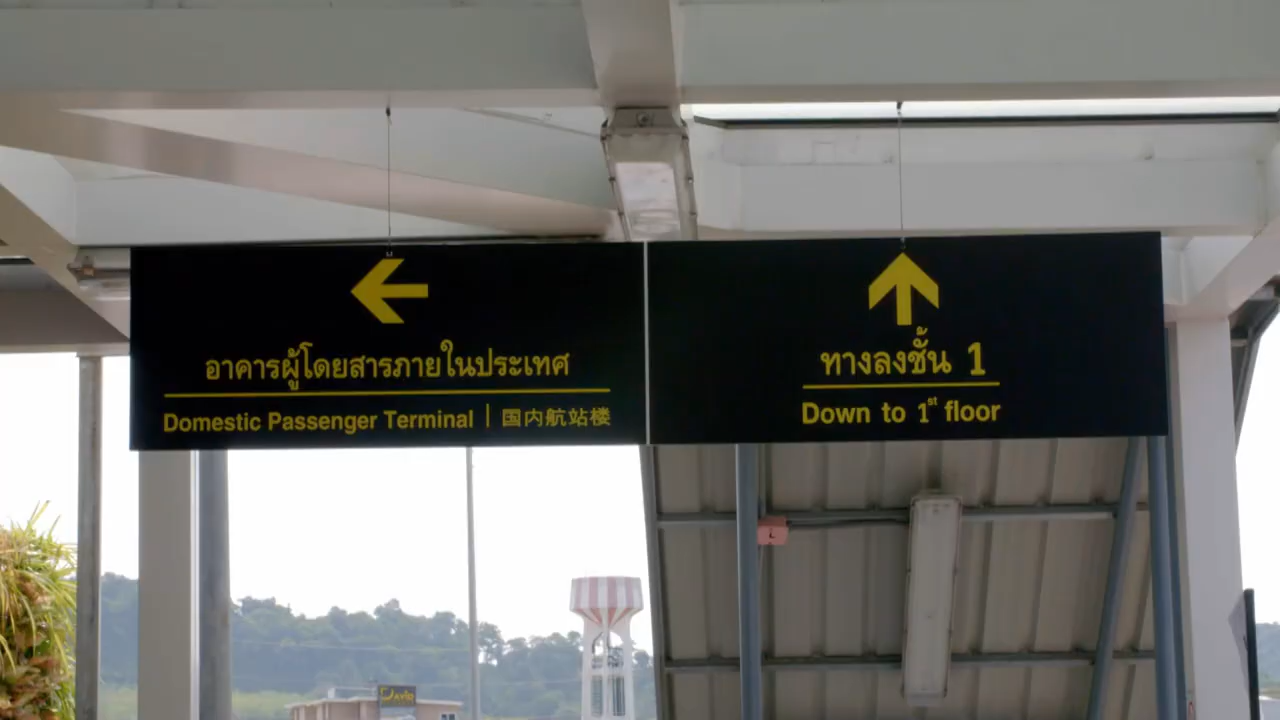 อาคารผู้โดยสารภายในประเทศ
Domestic Passenger Terminal | 国内航站楼
ทางลงชั้น 1
Down to 1st floor
DAVID